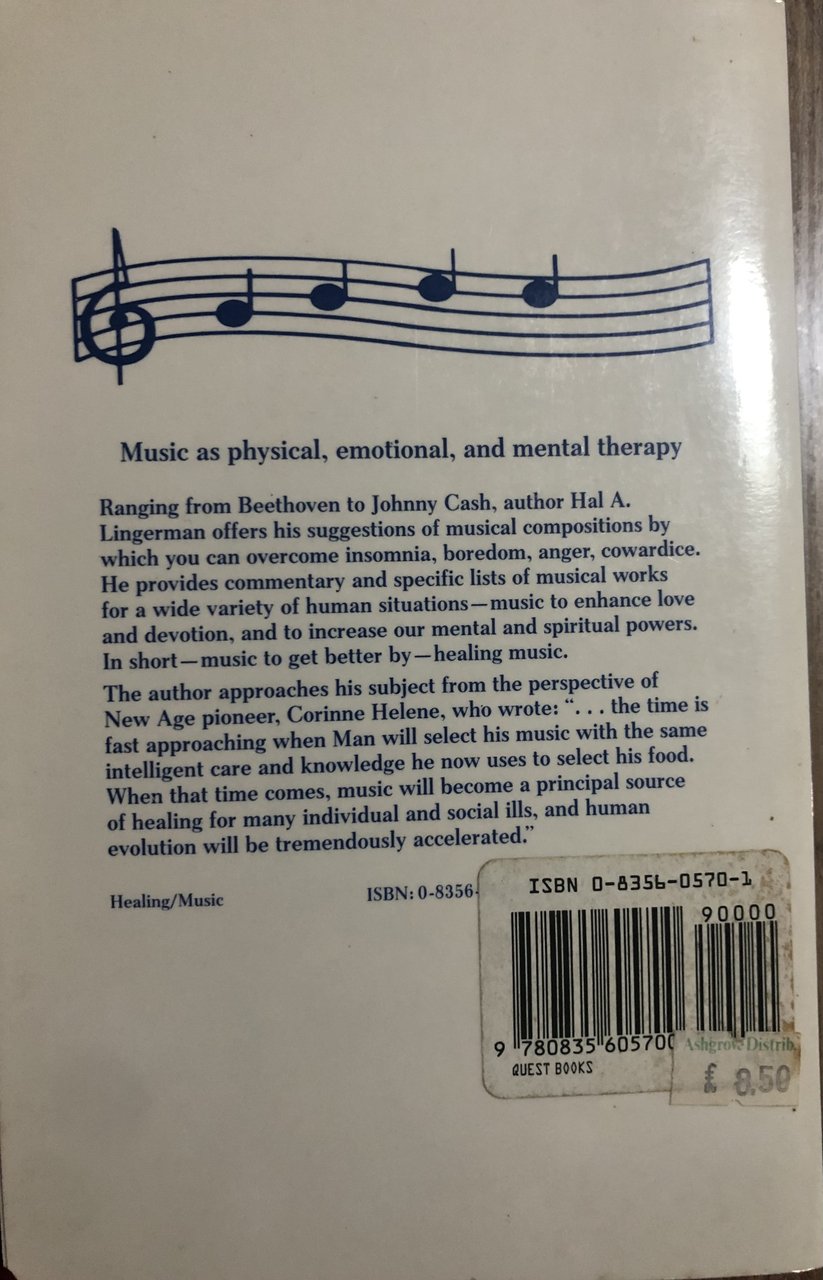 Music as physical, emotional, and mental therapy
Ranging from Beethoven to Johnny Cash, author Hal A.
Lingerman offers his suggestions of musical compositions by
which you can overcome insomnia, boredom, anger, cowardice.
He provides commentary and specific lists of musical works
for a wide variety of human situations—music to enhance love
and devotion, and to increase our mental and spiritual powers.
In short—music to get better by—healing music.
The author approaches his subject from the perspective of
New Age pioneer, Corinne Helene, who wrote: “. . . the time is
fast approaching when Man will select his music with the same
intelligent care and knowledge he now uses to select his food.
When that time comes, music will become a principal source
of healing for many individual and social ills, and human
evolution will be tremendously accelerated.”
Healing/Music
ISBN: 0-8356-
ISBN 0-8356-0570-1
90000
9 780835 605700
QUEST BOOKS
Ashgrove Distrib.
£ 8.50